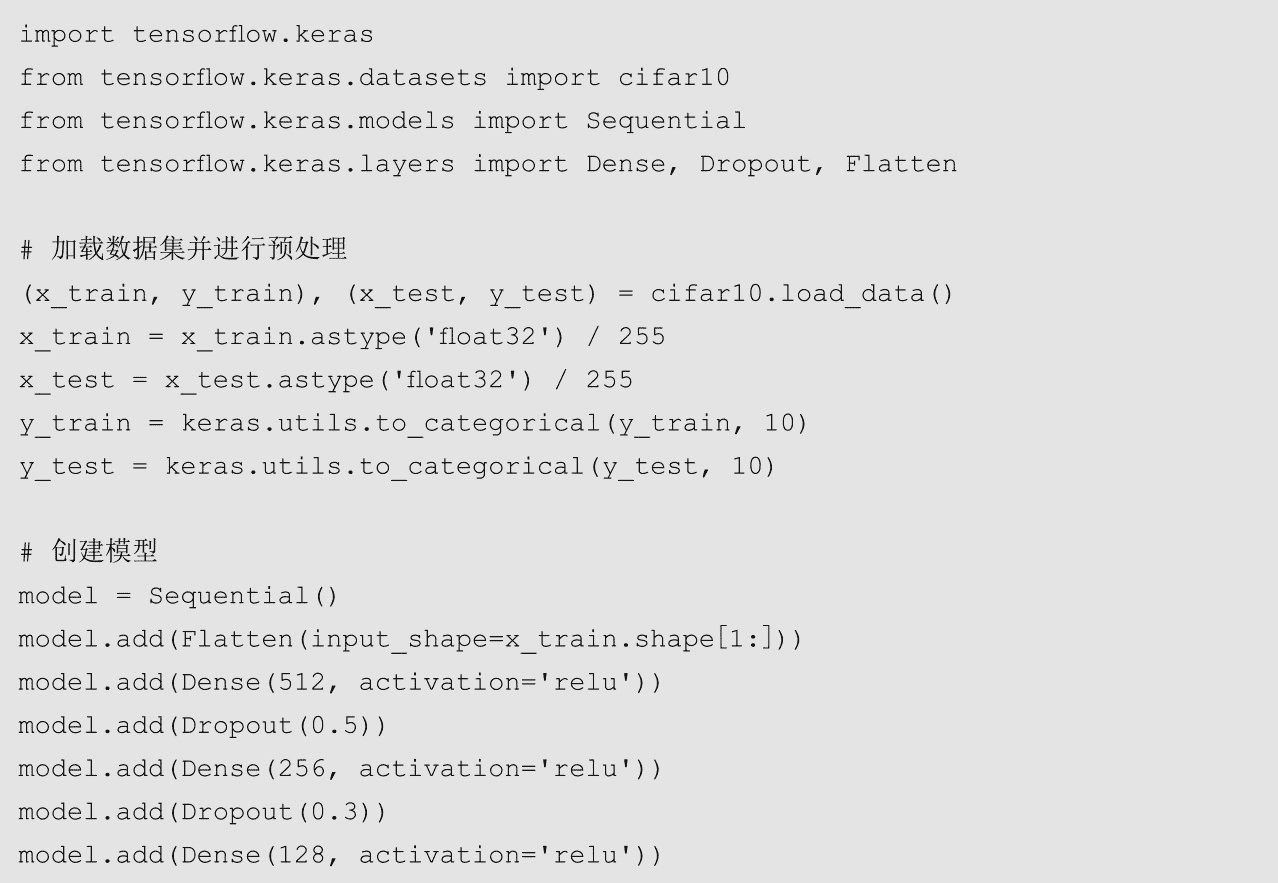 import tensorflow.keras
from tensorflow.keras.datasets import cifar10
from tensorflow.keras.models import Sequential
from tensorflow.keras.layers import Dense, Dropout, Flatten
# 加载数据集并进行预处理
(x_train, y_train), (x_test, y_test) = cifar10.load_data()
x_train = x_train.astype('float32') / 255
x_test = x_test.astype('float32') / 255
y_train = keras.utils.to_categorical(y_train, 10)
y_test = keras.utils.to_categorical(y_test, 10)
# 创建模型
model = Sequential()
model.add(Flatten(input_shape=x_train.shape[1:]))
model.add(Dense(512, activation='relu'))
model.add(Dropout(0.5))
model.add(Dense(256, activation='relu'))
model.add(Dropout(0.3))
model.add(Dense(128, activation='relu'))